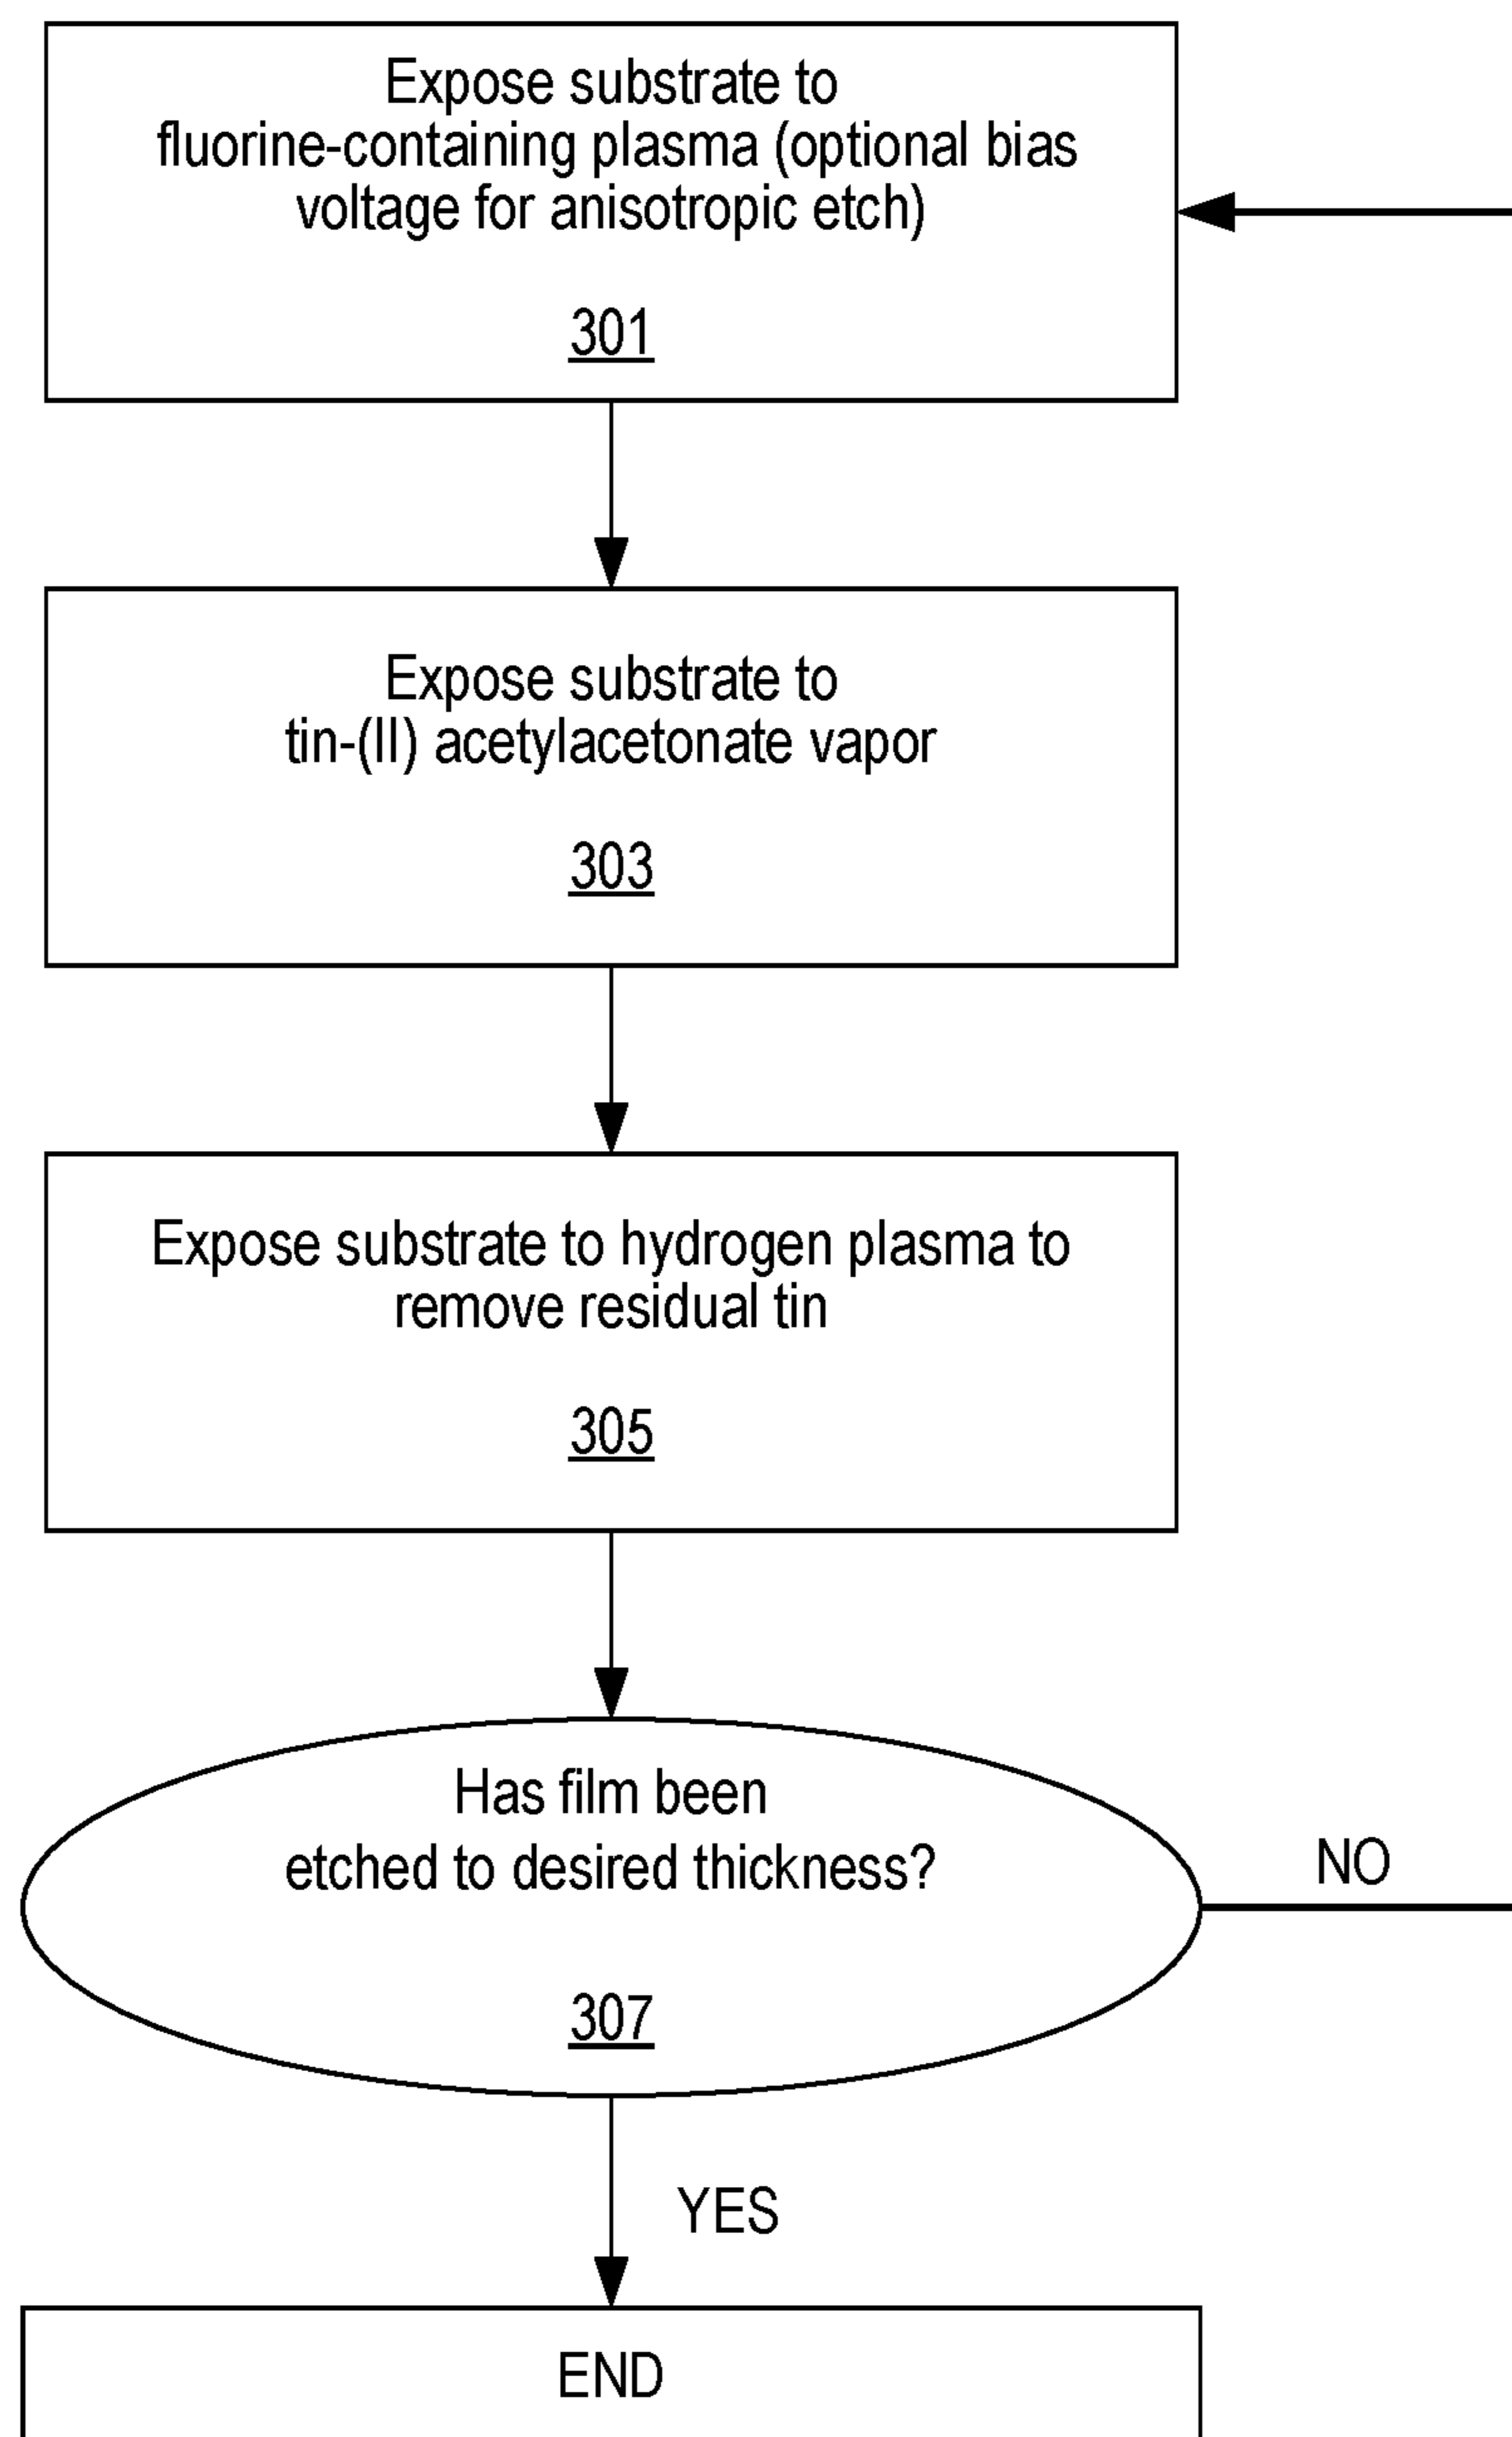 Expose substrate to
fluorine-containing plasma (optional bias
voltage for anisotropic etch)
301
Expose substrate to
tin-(II) acetylacetonate vapor
303
Expose substrate to hydrogen plasma to
remove residual tin
305
Has film been
etched to desired thickness?
307
NO
YES
END